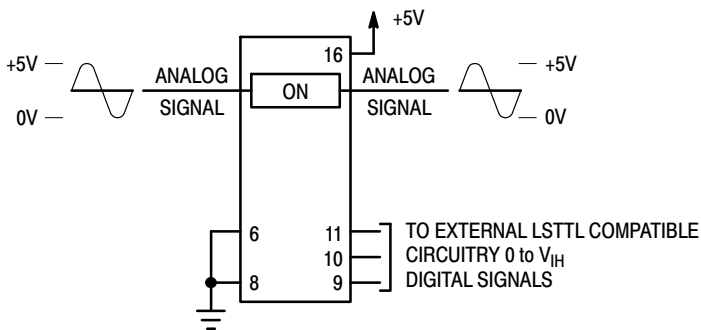 +5V
16
+5V
ANALOG
SIGNAL
ON
ANALOG
SIGNAL
+5V
0V
0V
6
8
11
10
9
TO EXTERNAL LSTTL COMPATIBLE
CIRCUITRY 0 to VIH
DIGITAL SIGNALS